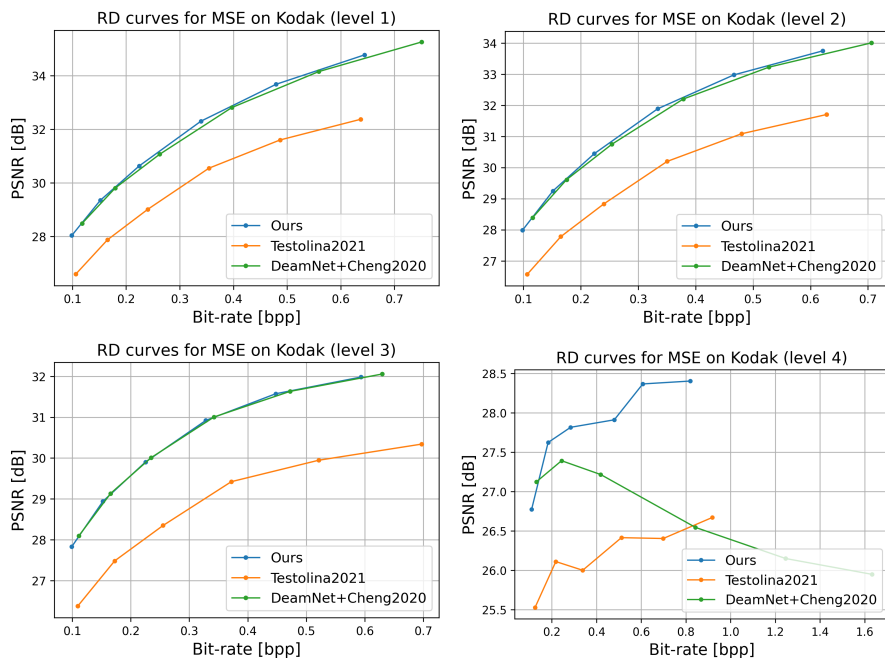 RD curves for MSE on Kodak (level 1)
PSNR [dB]
34
32
30
28
0.1 0.2 0.3 0.4 0.5 0.6 0.7
Bit-rate [bpp]
Ours
Testolina2021
DeamNet+Cheng2020
RD curves for MSE on Kodak (level 2)
PSNR [dB]
34
33
32
31
30
29
28
27
0.1 0.2 0.3 0.4 0.5 0.6 0.7
Bit-rate [bpp]
Ours
Testolina2021
DeamNet+Cheng2020
RD curves for MSE on Kodak (level 3)
PSNR [dB]
32
31
30
29
28
27
0.1 0.2 0.3 0.4 0.5 0.6 0.7
Bit-rate [bpp]
Ours
Testolina2021
DeamNet+Cheng2020
RD curves for MSE on Kodak (level 4)
PSNR [dB]
28.5
28.0
27.5
27.0
26.5
26.0
25.5
0.2 0.4 0.6 0.8 1.0 1.2 1.4 1.6
Bit-rate [bpp]
Ours
Testolina2021
DeamNet+Cheng2020